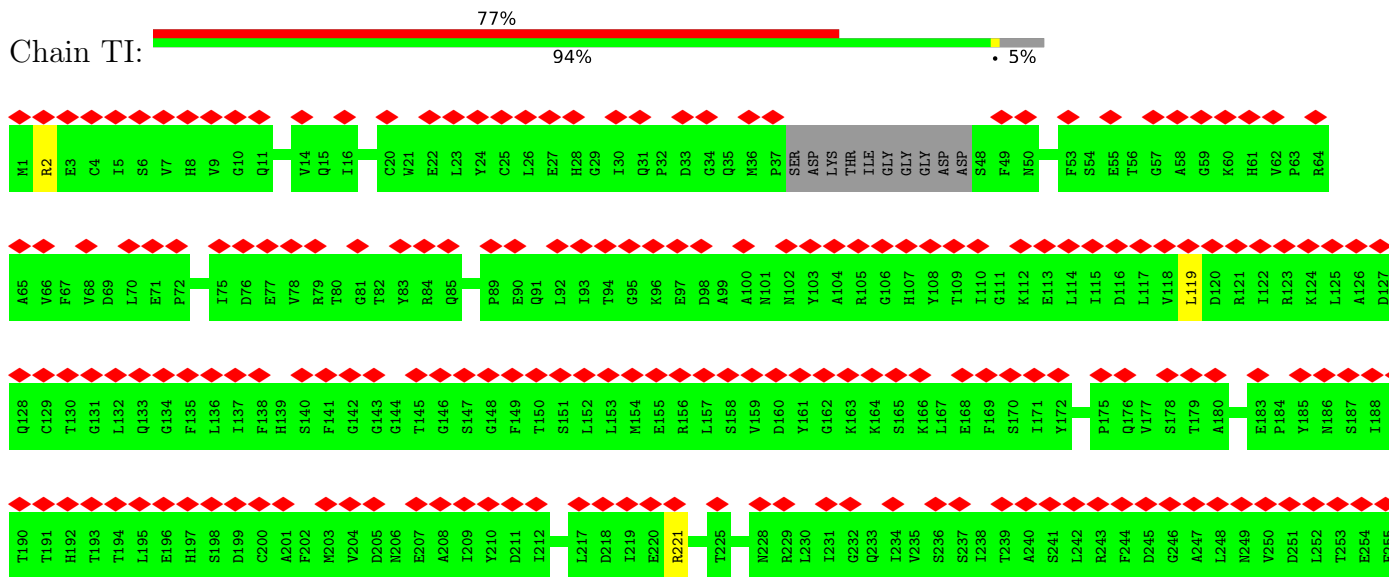 77%
Chain TI:
94%
• 5%
M1 R2 E3 C4 I5 S6 V7 H8 V9 G10 Q11 V14 Q15 I16 C20 W21 E22 L23 Y24 C25 L26 E27 H28 G29 I30 Q31 P32 D33 G34 Q35 M36 P37 SER ASP LYS THR ILE GLY GLY GLY ASP ASP S48 F49 N50 F53 S54 E55 T56 G57 A58 G59 K60 H61 V62 P63 R64
A65 V66 F67 V68 D69 L70 E71 P72 I75 D76 E77 V78 R79 T80 G81 T82 Y83 R84 Q85 P89 E90 Q91 L92 I93 T94 G95 K96 E97 D98 A99 A100 N101 N102 Y103 A104 R105 G106 H107 Y108 T109 I110 G111 K112 E113 L114 I115 D116 L117 V118 L119 D120 R121 I122 R123 K124 L125 A126 D127
Q128 C129 T130 G131 L132 Q133 G134 F135 L136 I137 F138 H139 S140 F141 G142 G143 G144 T145 G146 S147 G148 F149 T150 S151 L152 L153 M154 E155 R156 L157 S158 V159 D160 Y161 G162 K163 K164 S165 K166 L167 E168 F169 S170 I171 Y172 P175 Q176 V177 S178 T179 A180 E183 P184 Y185 N186 S187 I188
T190 T191 H192 T193 T194 L195 E196 H197 S198 D199 C200 A201 F202 M203 V204 D205 N206 E207 A208 I209 Y210 D211 I212 L217 D218 I219 E220 R221 T225 N228 R229 L230 I231 G232 Q233 I234 V235 S236 S237 I238 T239 A240 S241 L242 R243 F244 D245 G246 A247 L248 N249 V250 D251 L252 T253 E254